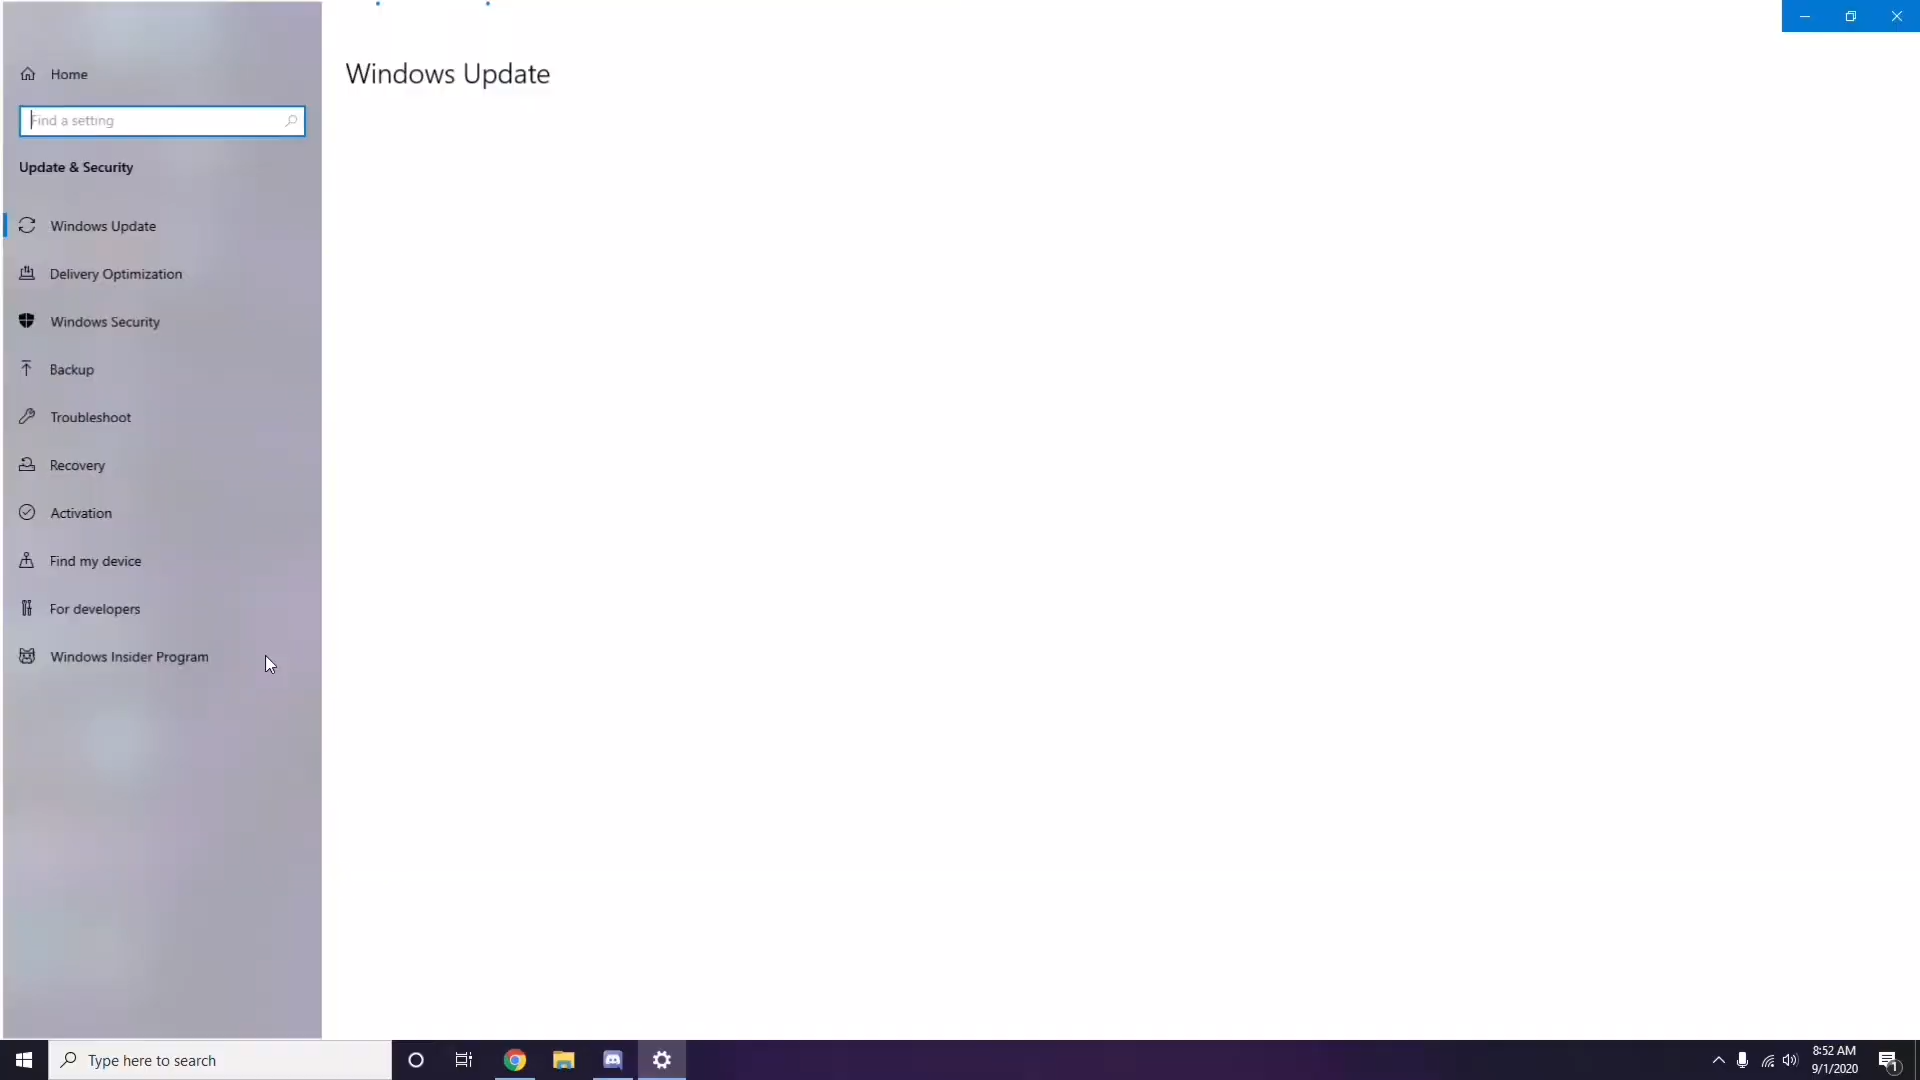 Home
Find a setting
Update & Security
Windows Update
Delivery Optimization
Windows Security
Backup
Troubleshoot
Recovery
Activation
Find my device
For developers
Windows Insider Program
Windows Update
Type here to search
8:52 AM
9/1/2020
1